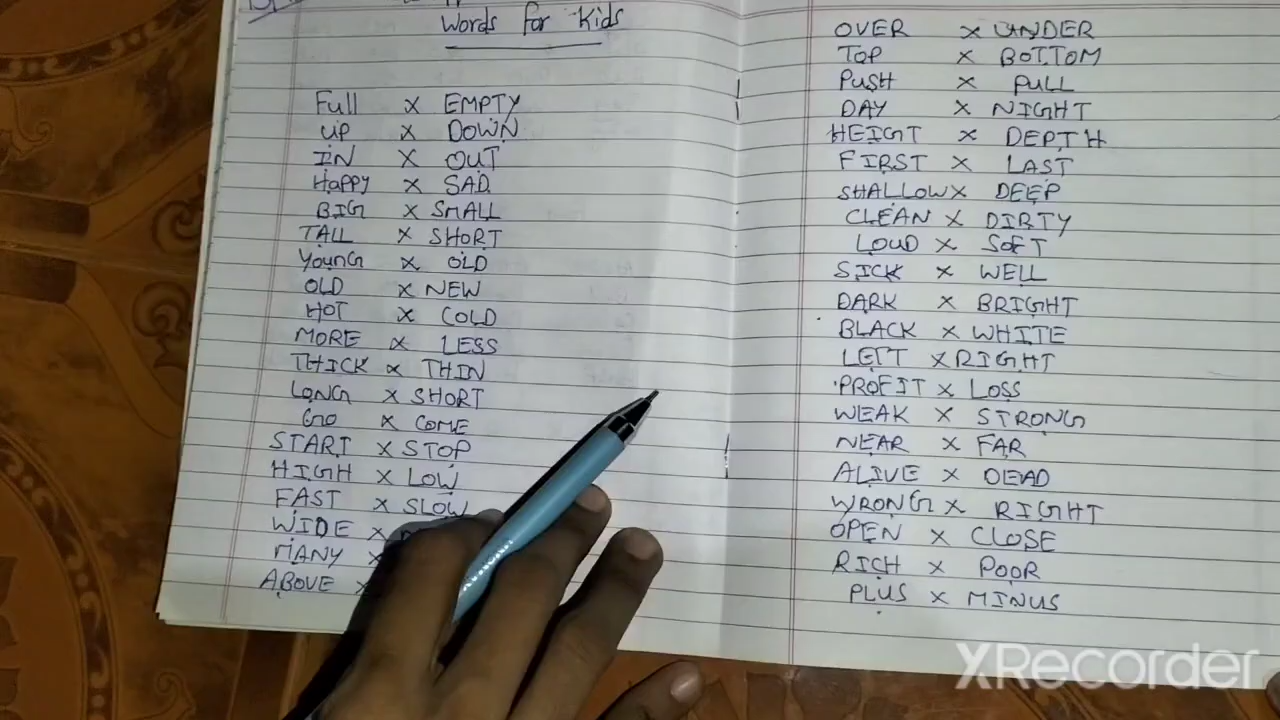 Words for Kids
Full X EMPTY
UP X DOWN
IN X OUT
Happy X SAD
BIG X SMALL
TALL X SHORT
YOUNG X OLD
OLD X NEW
HOT X COLD
MORE X LESS
THICK X THIN
LONG X SHORT
GO X COME
START X STOP
HIGH X LOW
FAST X SLOW
WIDE X
MANY X
ABOVE X
OVER X UNDER
TOP X BOTTOM
PUSH X PULL
DAY X NIGHT
HEIGT X DEPTH
FIRST X LAST
SHALLOW X DEEP
CLEAN X DIRTY
LOUD X SOFT
SICK X WELL
DARK X BRIGHT
BLACK X WHITE
LEFT X RIGHT
PROFIT X LOSS
WEAK X STRONG
NEAR X FAR
ALIVE X DEAD
WRONG X RIGHT
OPEN X CLOSE
RICH X POOR
PLUS X MINUS
XRecorder